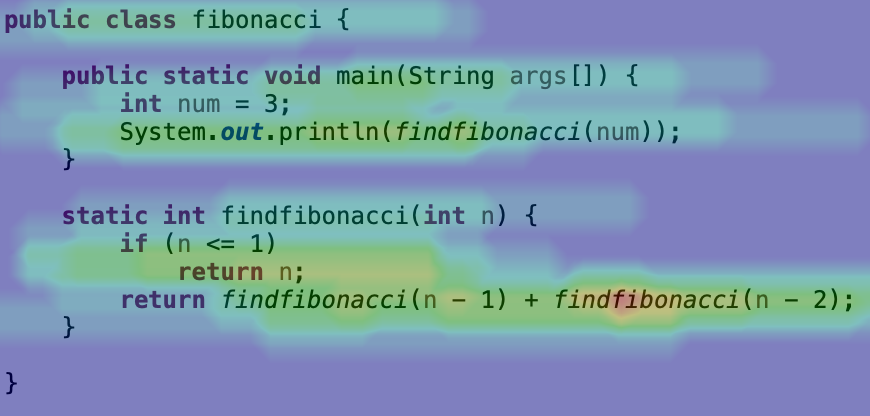 public class fibonacci {
public static void main(String args[]) {
int num = 3;
System.out.println(findfibonacci(num));
}
static int findfibonacci(int n) {
if (n <= 1)
return n;
return findfibonacci(n − 1) + findfibonacci(n − 2);
}
}